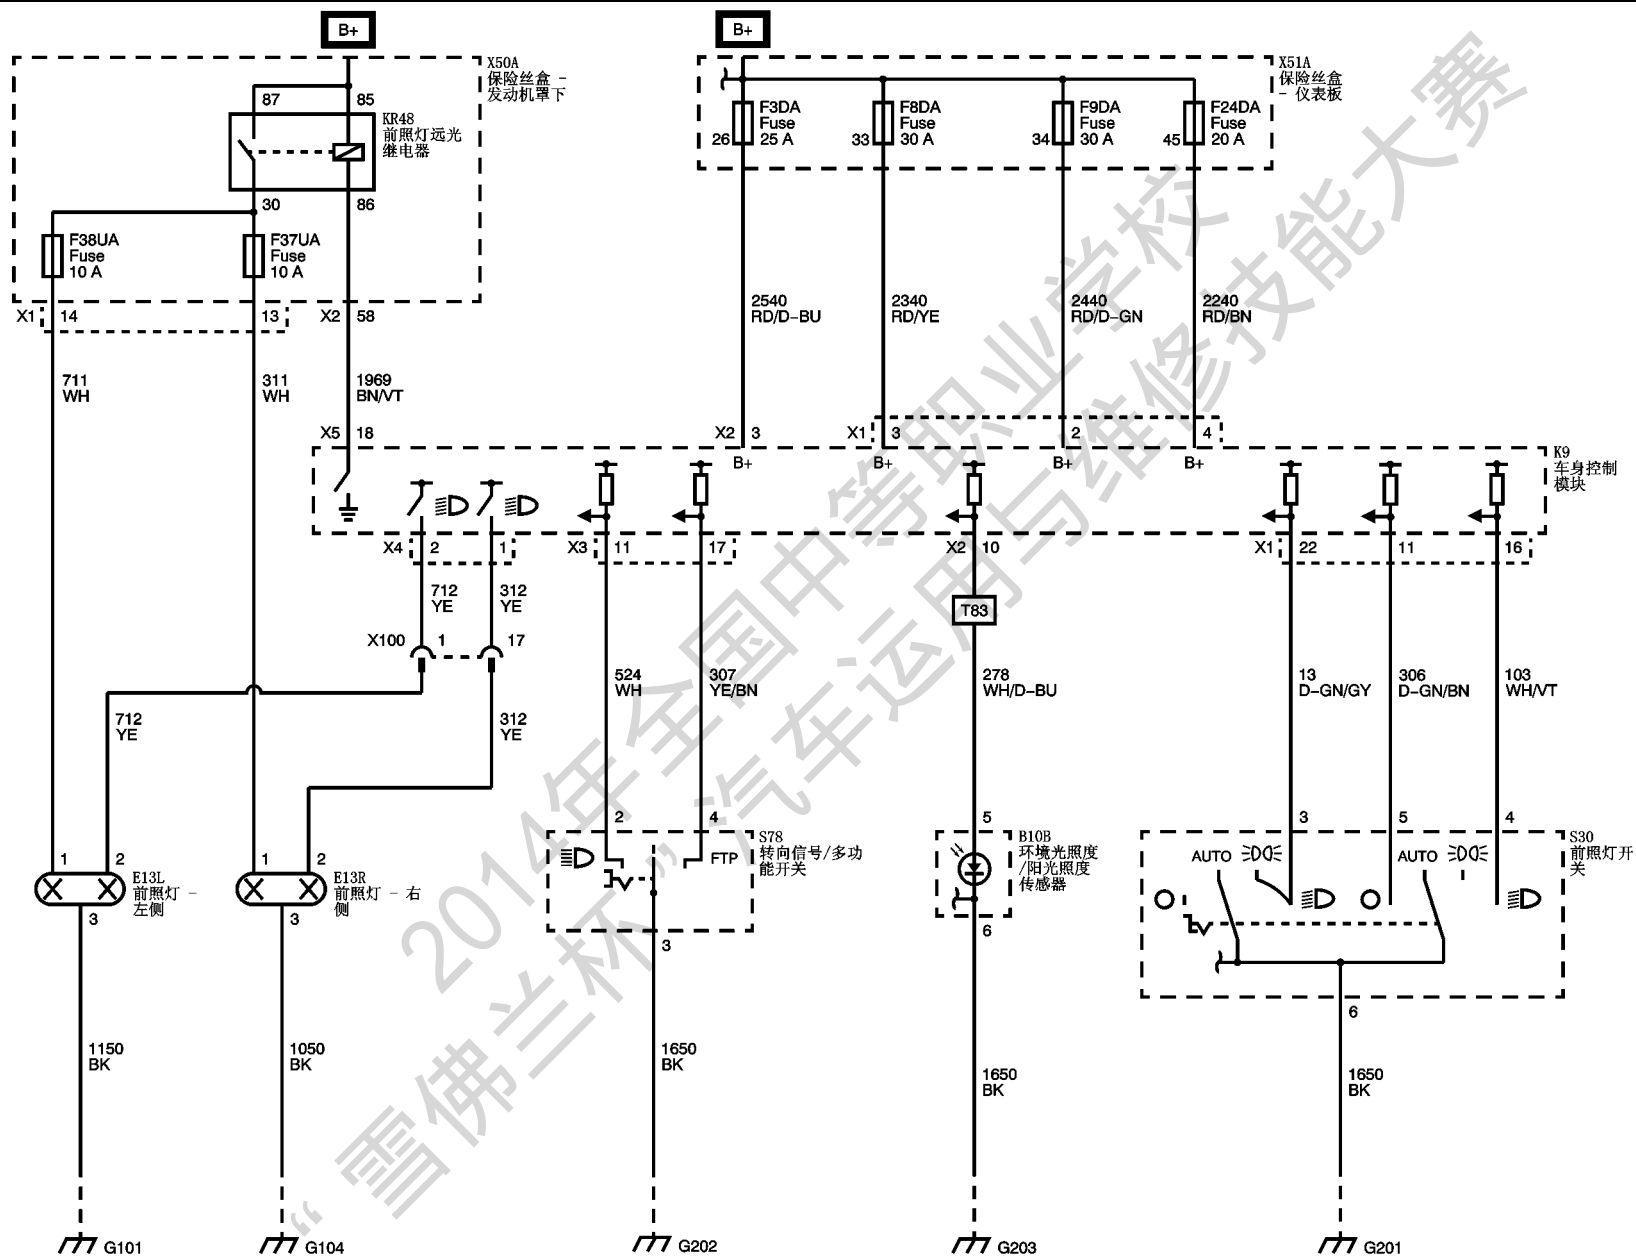 B+
B+
X50A
保险丝盒 -
发动机罩下
X51A
保险丝盒
- 仪表板
87
85
KR48
前照灯远光
继电器
30
86
F38UA
Fuse
10 A
F37UA
Fuse
10 A
F3DA
Fuse
25 A
26
F8DA
Fuse
30 A
33
F9DA
Fuse
30 A
34
F24DA
Fuse
20 A
45
X1
14
13
X2
58
2540
RD/D-BU
2340
RD/YE
2440
RD/D-GN
2240
RD/BN
711
WH
311
WH
1969
BN/VT
X5
18
X2
3
X1
3
2
4
B+
B+
B+
B+
K9
车身控制
模块
X4
2
1
X3
11
17
X2
10
X1
22
11
16
712
YE
312
YE
T83
X100
1
17
524
WH
307
YE/BN
278
WH/D-BU
13
D-GN/GY
306
D-GN/BN
103
WH/VT
712
YE
312
YE
2
4
5
3
5
4
S78
转向信号/多功
能开关
FTP
B10B
环境光照度
/阳光照度
传感器
S30
前照灯开
关
AUTO
AUTO
1
2
E13L
前照灯 -
左侧
3
1
2
E13R
前照灯 - 右
侧
3
3
6
6
1150
BK
1050
BK
1650
BK
1650
BK
1650
BK
G101
G104
G202
G203
G201
2014年全国中等职业学校
“雪佛兰杯”汽车运用与维修技能大赛